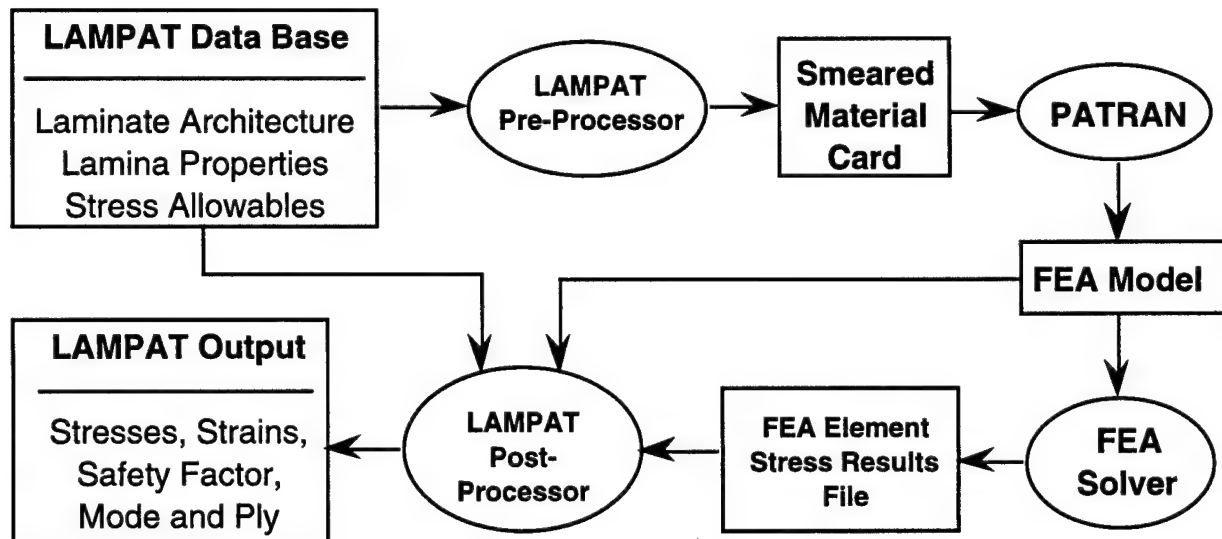 LAMPAT Data Base
Laminate Architecture
Lamina Properties
Stress Allowables
LAMPAT
Pre-Processor
Smeared
Material
Card
PATRAN
FEA Model
FEA
Solver
FEA Element
Stress Results
File
LAMPAT
Post-
Processor
LAMPAT Output
Stresses, Strains,
Safety Factor,
Mode and Ply